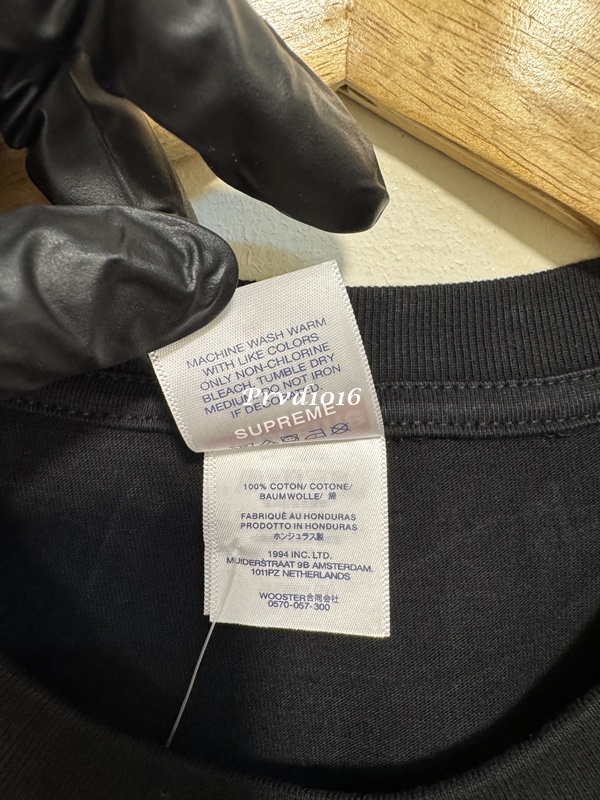 MACHINE WASH WARM
WITH LIKE COLORS
ONLY NON-CHLORINE
BLEACH, TUMBLE DRY
MEDIUM, DO NOT IRON
IF DECORATED.
Prvd1016
SUPREME
100% COTON/ COTONE/
BAUMWOLLE/ 綿
FABRIQUÉ AU HONDURAS
PRODOTTO IN HONDURAS
ホンジュラス製
1994 INC. LTD.
MUIDERSTRAAT 9B AMSTERDAM.
1011PZ NETHERLANDS
WOOSTER合同会社
0570-057-300